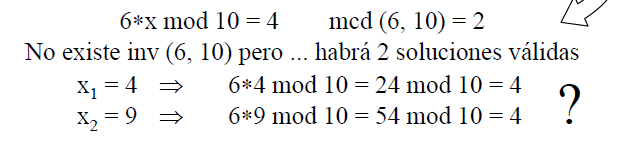 6*x mod 10 = 4 mcd (6, 10) = 2
No existe inv (6, 10) pero ... habrá 2 soluciones válidas
x₁ = 4 ⇒ 6*4 mod 10 = 24 mod 10 = 4
x₂ = 9 ⇒ 6*9 mod 10 = 54 mod 10 = 4 ?